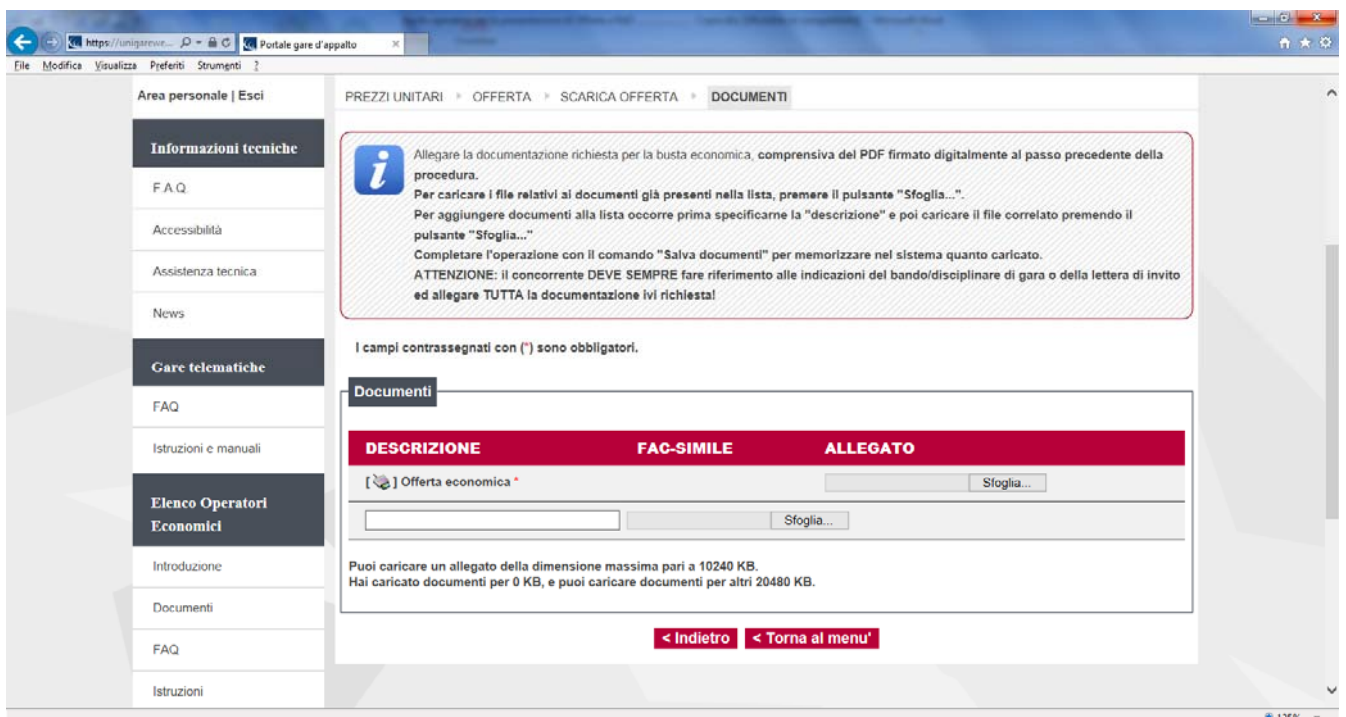 https://unigarewe...
Portale gare d'appalto
File Modifica Visualizza Preferiti Strumenti ?
Area personale | Esci
PREZZI UNITARI OFFERTA SCARICA OFFERTA DOCUMENTI
Informazioni tecniche
F.A.Q.
Accessibilità
Assistenza tecnica
News
Gare telematiche
FAQ
Istruzioni e manuali
Elenco Operatori
Economici
Introduzione
Documenti
FAQ
Istruzioni
Allegare la documentazione richiesta per la busta economica, comprensiva del PDF firmato digitalmente al passo precedente della
procedura.
Per caricare i file relativi ai documenti già presenti nella lista, premere il pulsante "Sfoglia...".
Per aggiungere documenti alla lista occorre prima specificarne la "descrizione" e poi caricare il file correlato premendo il
pulsante "Sfoglia..."
Completare l'operazione con il comando "Salva documenti" per memorizzare nel sistema quanto caricato.
ATTENZIONE: il concorrente DEVE SEMPRE fare riferimento alle indicazioni del bando/disciplinare di gara o della lettera di invito
ed allegare TUTTA la documentazione ivi richiesta!
I campi contrassegnati con (*) sono obbligatori.
Documenti
DESCRIZIONE FAC-SIMILE ALLEGATO
[ ] Offerta economica * Sfoglia...
Sfoglia...
Puoi caricare un allegato della dimensione massima pari a 10240 KB.
Hai caricato documenti per 0 KB, e puoi caricare documenti per altri 20480 KB.
< Indietro < Torna al menu'